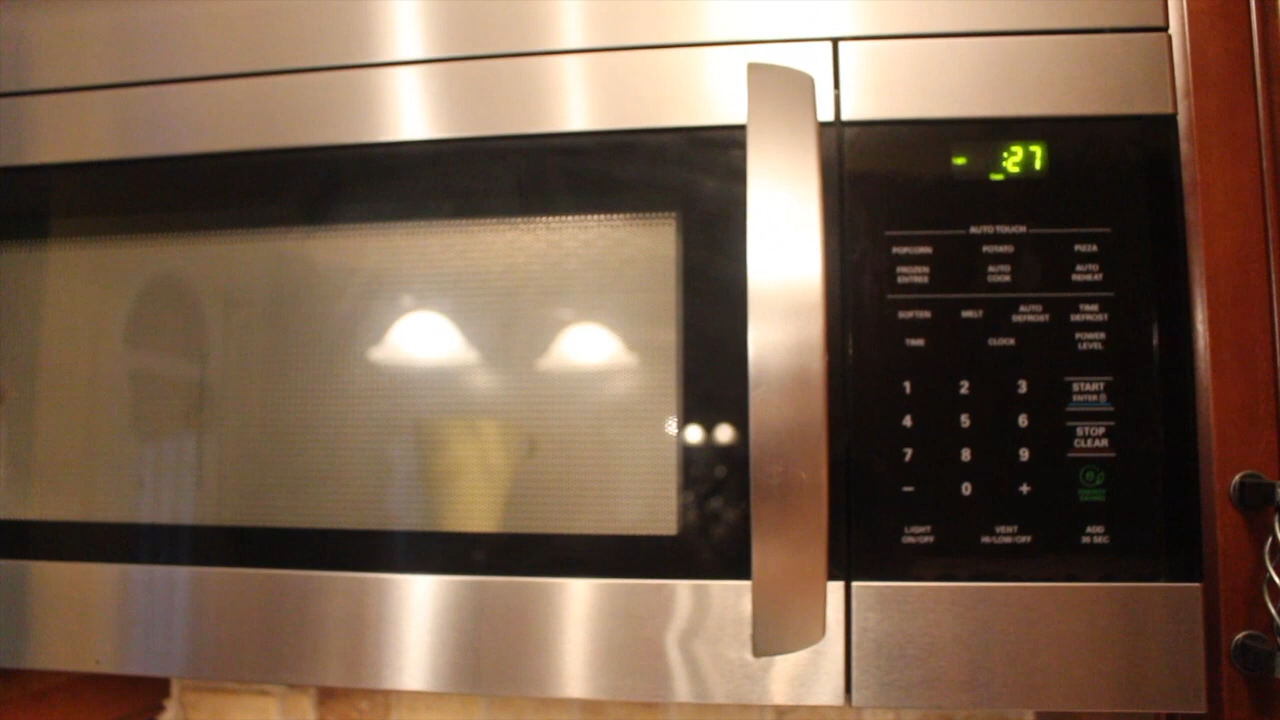 :27
AUTO TOUCH
POPCORN POTATO PIZZA
FROZEN ENTREE AUTO COOK AUTO REHEAT
SOFTEN MELT AUTO DEFROST TIME DEFROST
TIME CLOCK POWER LEVEL
1 2 3 START ENTER
4 5 6 STOP CLEAR
7 8 9
- 0 +
LIGHT ON/OFF VENT HI/LOW/OFF ADD 30 SEC